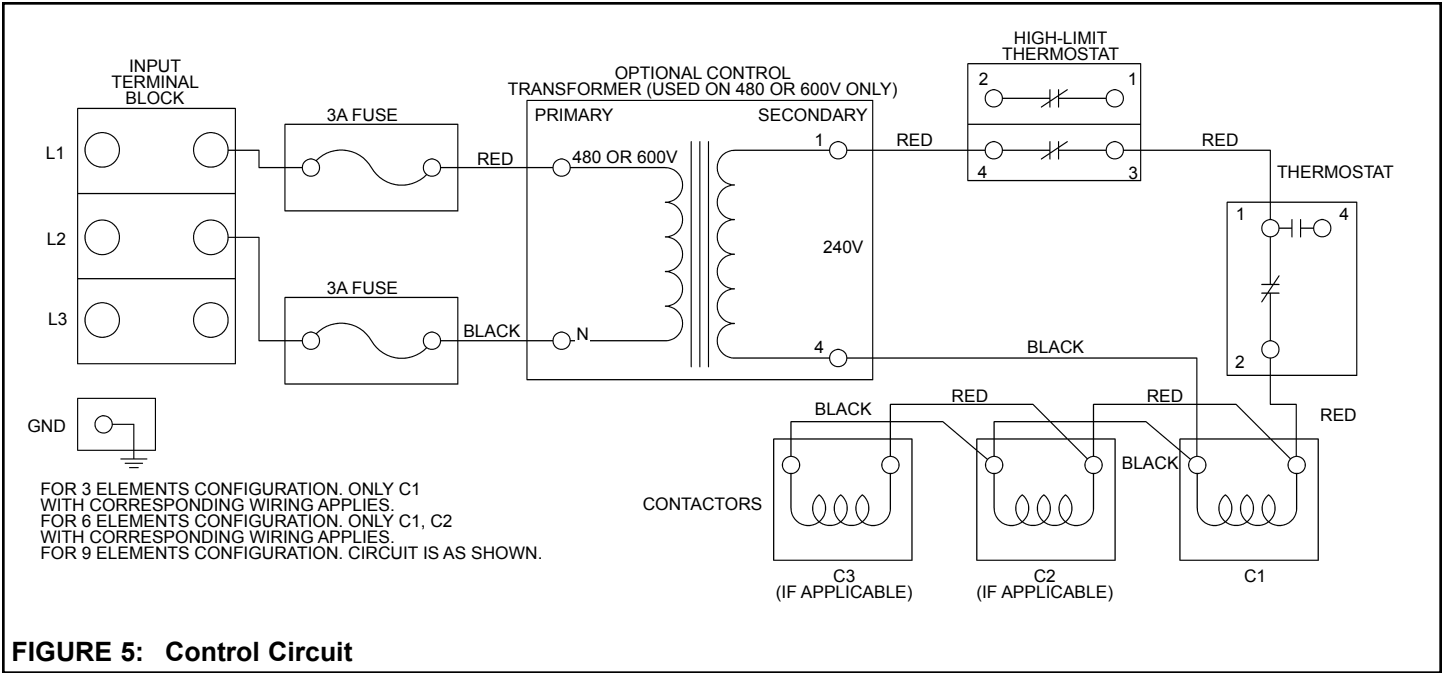 INPUT
TERMINAL
BLOCK
L1
L2
L3
GND
3A FUSE
RED
3A FUSE
BLACK
OPTIONAL CONTROL
TRANSFORMER (USED ON 480 OR 600V ONLY)
PRIMARY
SECONDARY
480 OR 600V
N
1
240V
4
RED
HIGH-LIMIT
THERMOSTAT
2
1
4
3
RED
THERMOSTAT
1
4
2
RED
BLACK
BLACK
RED
RED
BLACK
CONTACTORS
C3
(IF APPLICABLE)
C2
(IF APPLICABLE)
C1
FOR 3 ELEMENTS CONFIGURATION. ONLY C1
WITH CORRESPONDING WIRING APPLIES.
FOR 6 ELEMENTS CONFIGURATION. ONLY C1, C2
WITH CORRESPONDING WIRING APPLIES.
FOR 9 ELEMENTS CONFIGURATION. CIRCUIT IS AS SHOWN.
FIGURE 5: Control Circuit